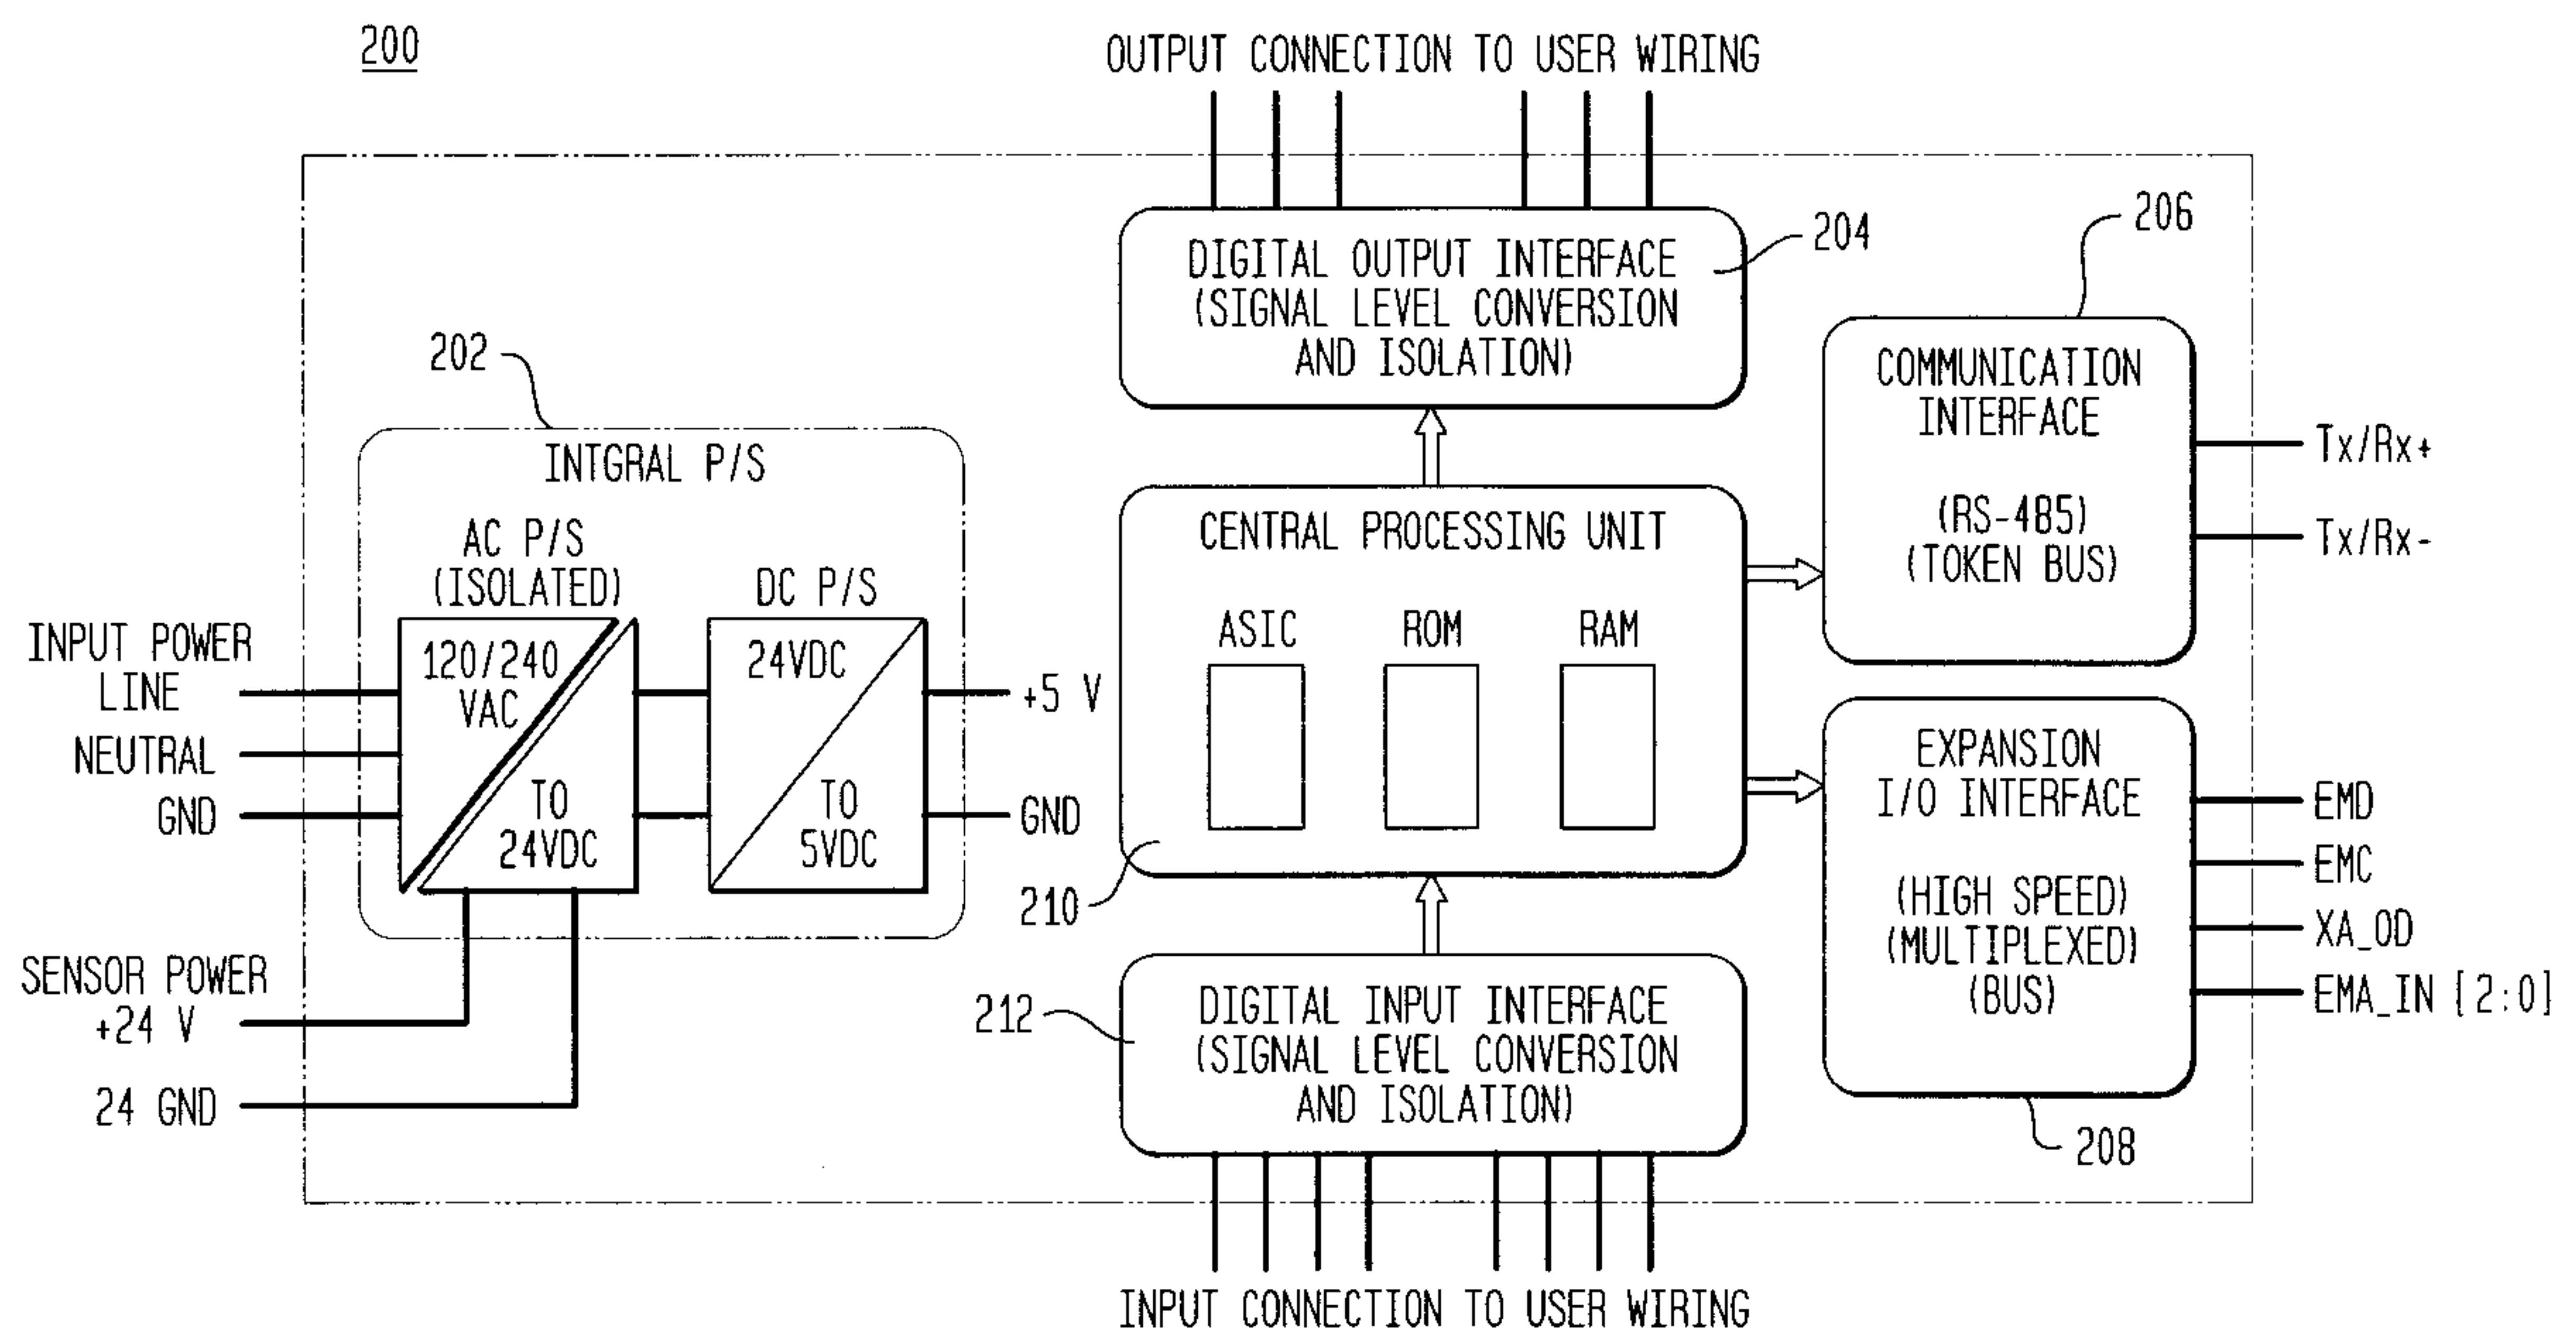 200
OUTPUT CONNECTION TO USER WIRING
204
DIGITAL OUTPUT INTERFACE
(SIGNAL LEVEL CONVERSION
AND ISOLATION)
206
COMMUNICATION
INTERFACE
(RS-485)
(TOKEN BUS)
Tx/Rx+
Tx/Rx-
202
INTGRAL P/S
AC P/S
(ISOLATED)
DC P/S
INPUT POWER
LINE
NEUTRAL
GND
120/240
VAC
TO
24VDC
24VDC
TO
5VDC
+5 V
GND
SENSOR POWER
+24 V
24 GND
CENTRAL PROCESSING UNIT
ASIC
ROM
RAM
210
EXPANSION
I/O INTERFACE
(HIGH SPEED)
(MULTIPLEXED)
(BUS)
EMD
EMC
XA_OD
EMA_IN [2:0]
208
212
DIGITAL INPUT INTERFACE
(SIGNAL LEVEL CONVERSION
AND ISOLATION)
INPUT CONNECTION TO USER WIRING